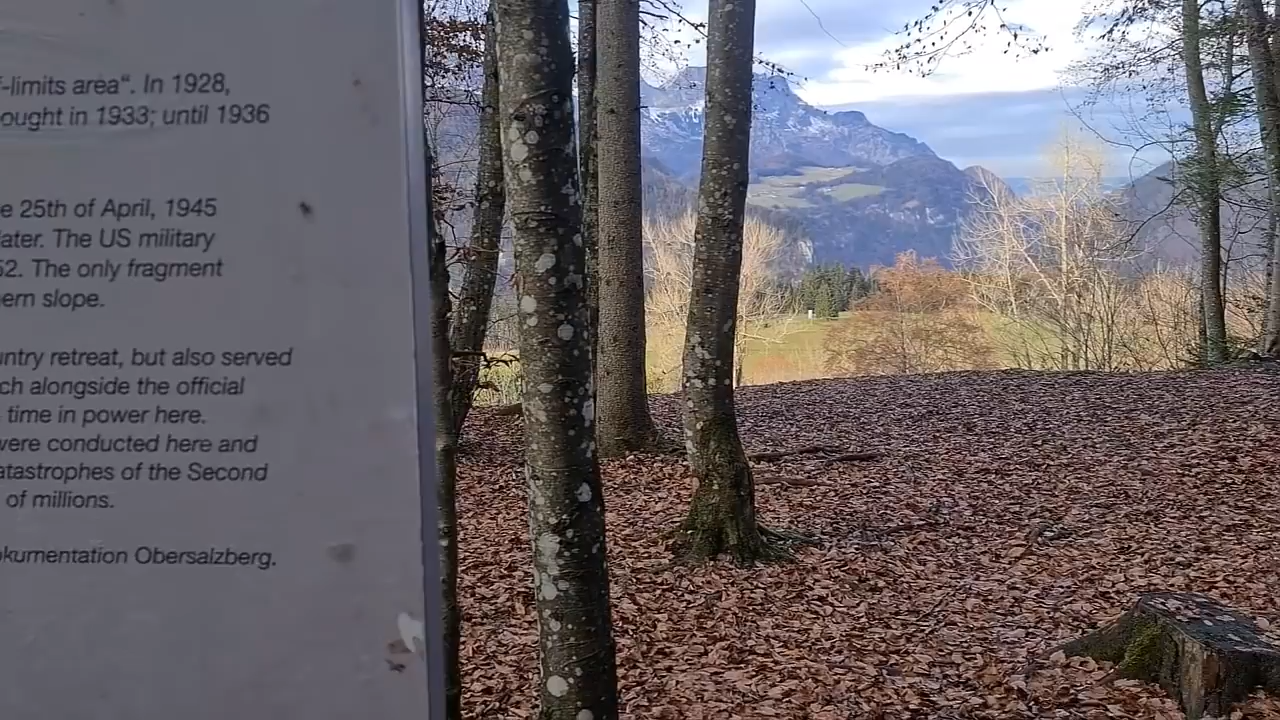 f-limits area“. In 1928,
ought in 1933; until 1936
e 25th of April, 1945
later. The US military
52. The only fragment
ern slope.
untry retreat, but also served
ch alongside the official
time in power here.
were conducted here and
atastrophes of the Second
of millions.
okumentation Obersalzberg.